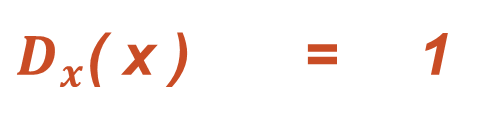 Dₓ(x) = 1